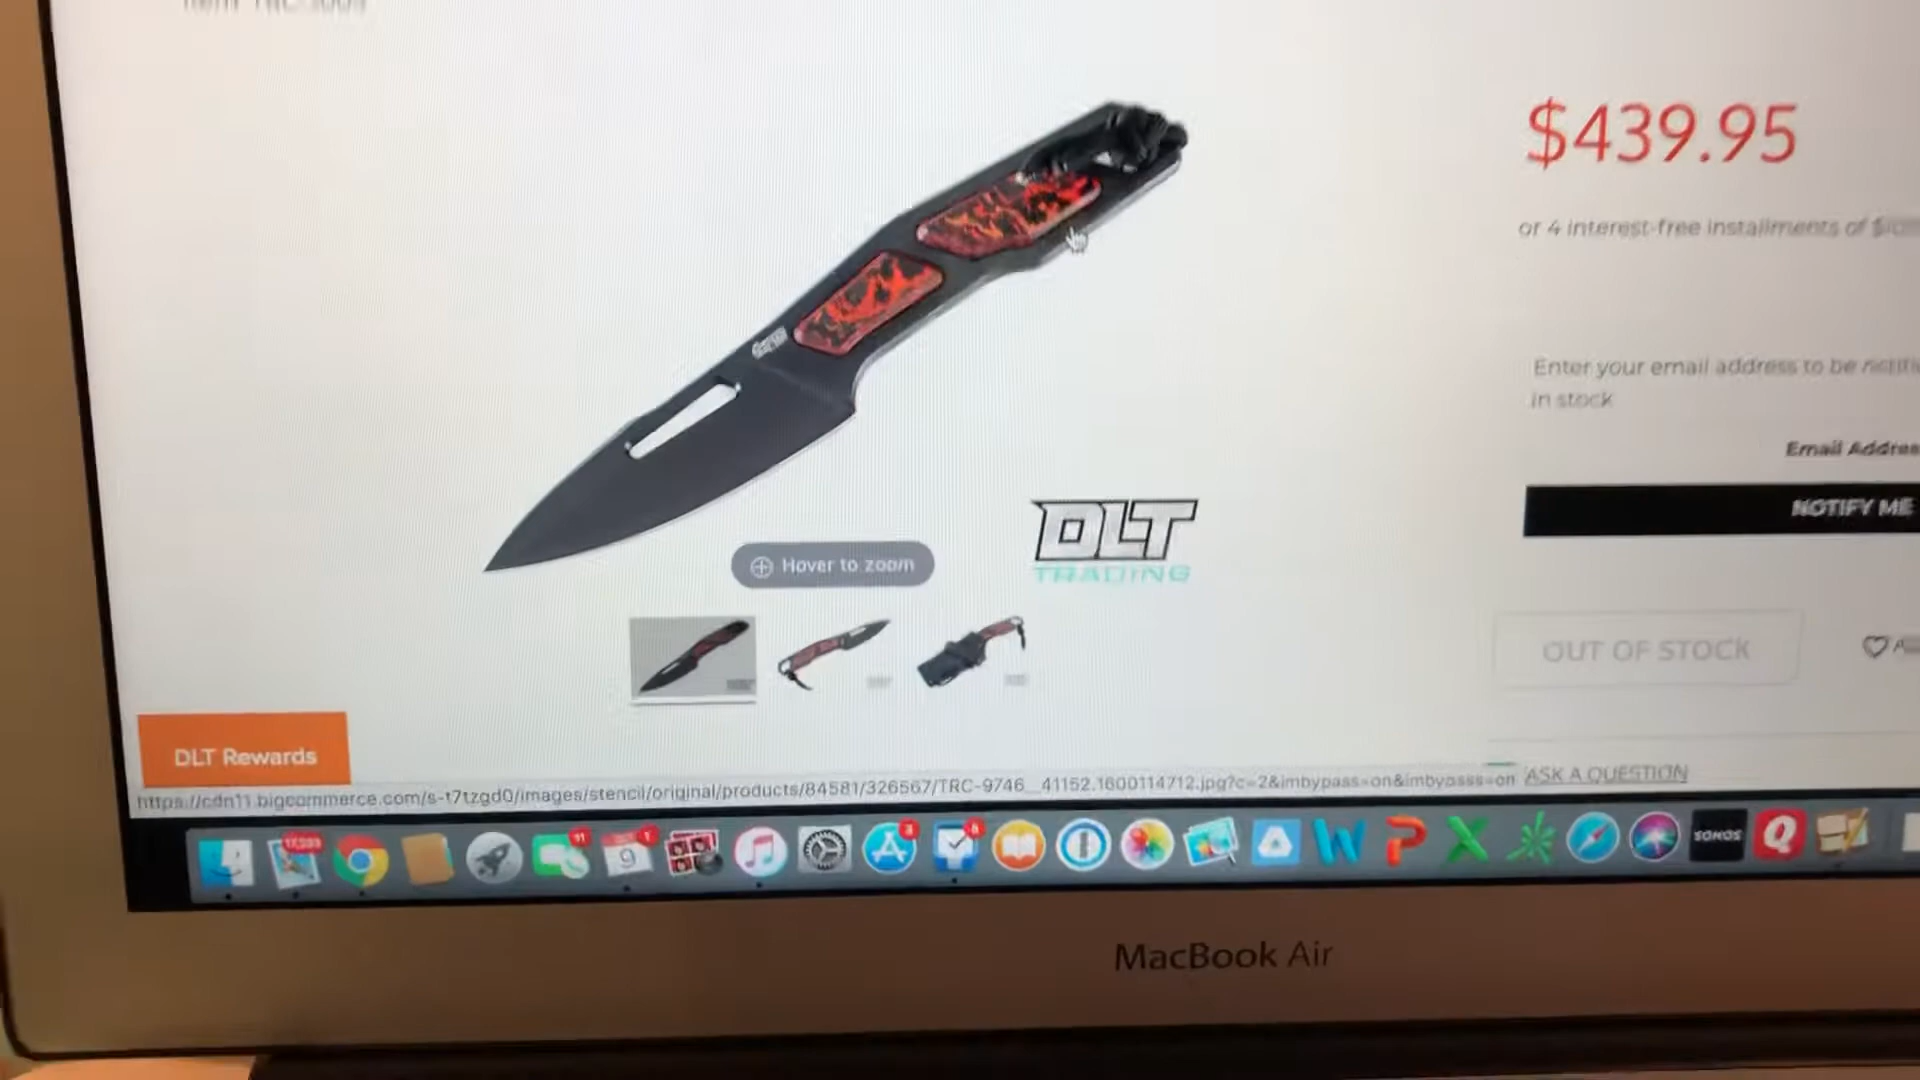 $439.95
or 4 interest-free installments of
Enter your email address to be
in stock
Email
NOTIFY ME
Hover to zoom
DLT
TRADING
OUT OF STOCK
DLT Rewards
https://cdn11.bigcommerce.com/s-t7tzgd0/images/stencil/original/products/84581/326567/TRC-9746__41152.1600114712.jpg?c=2&imbypass=on&imbypass=on
ASK A QUESTION
SONOS
MacBook Air